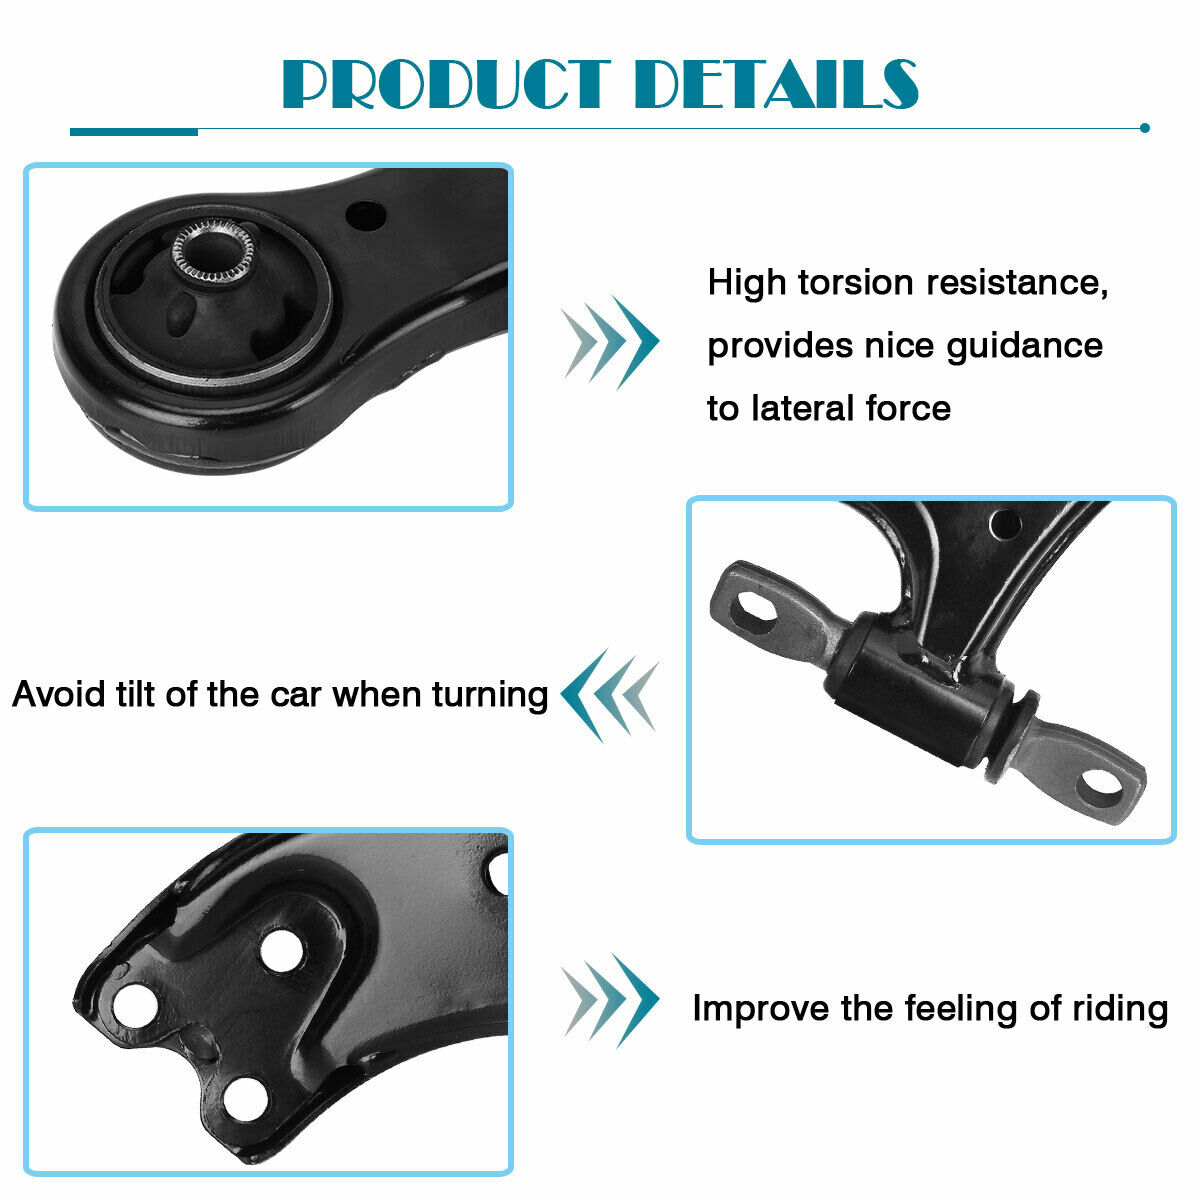 PRODUCT DETAILS
High torsion resistance,
provides nice guidance
to lateral force
Avoid tilt of the car when turning
Improve the feeling of riding